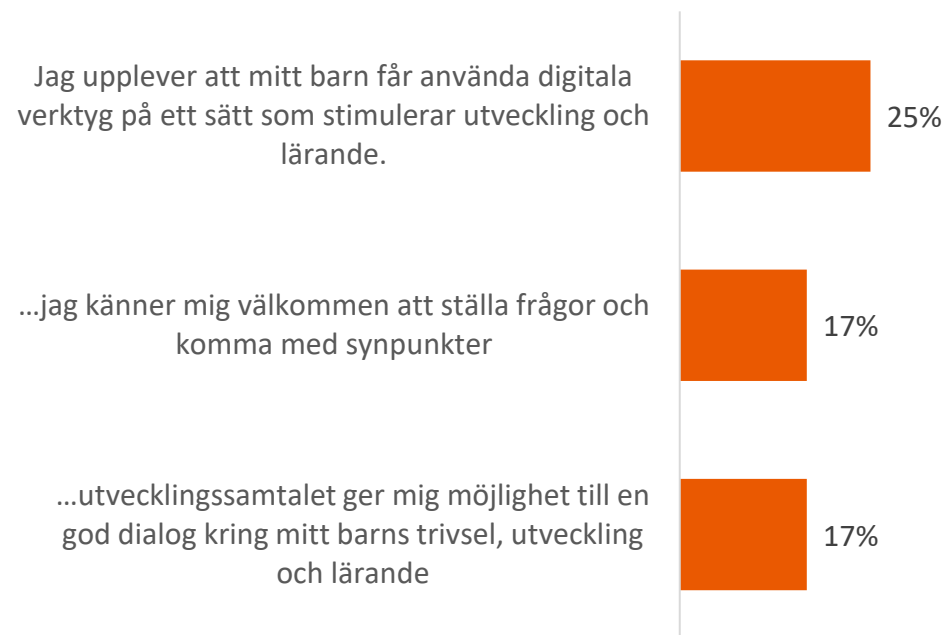 Jag upplever att mitt barn får använda digitala
verktyg på ett sätt som stimulerar utveckling och
lärande.
25%
...jag känner mig välkommen att ställa frågor och
komma med synpunkter
17%
...utvecklingssamtalet ger mig möjlighet till en
god dialog kring mitt barns trivsel, utveckling
och lärande
17%